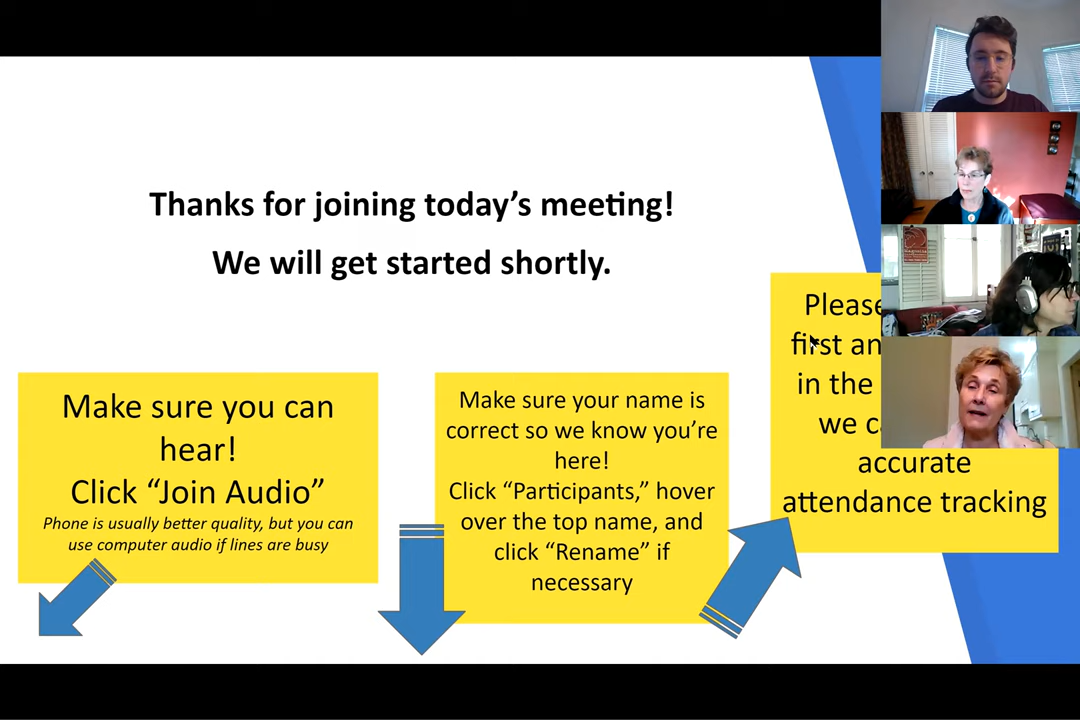 Thanks for joining today's meeting!
We will get started shortly.
Make sure you can
hear!
Click “Join Audio”
Phone is usually better quality, but you can
use computer audio if lines are busy
Make sure your name is
correct so we know you're
here!
Click “Participants,” hover
over the top name, and
click “Rename” if
necessary
Please
first an
in the
we
accurate
attendance tracking